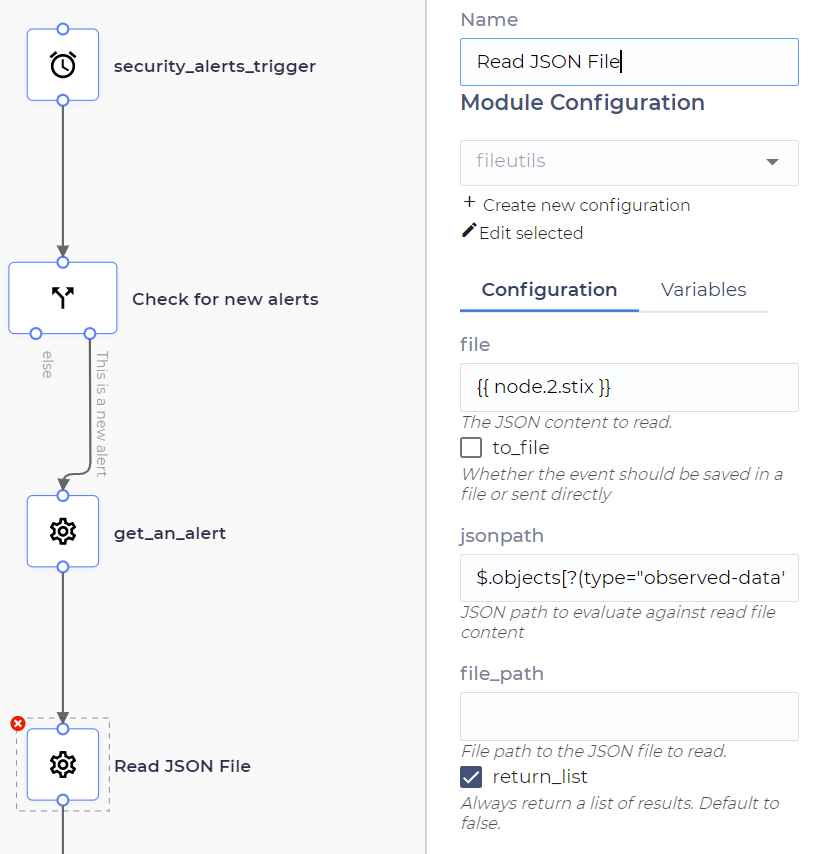 security_alerts_trigger
Check for new alerts
else
This is a new alert
get_an_alert
Read JSON File
Name
Read JSON File
Module Configuration
fileutils
+ Create new configuration
Edit selected
Configuration
Variables
file
{{ node.2.stix }}
The JSON content to read.
to_file
Whether the event should be saved in a
file or sent directly
jsonpath
$.objects[?(type="observed-data"
JSON path to evaluate against read file
content
file_path
File path to the JSON file to read.
return_list
Always return a list of results. Default to
false.